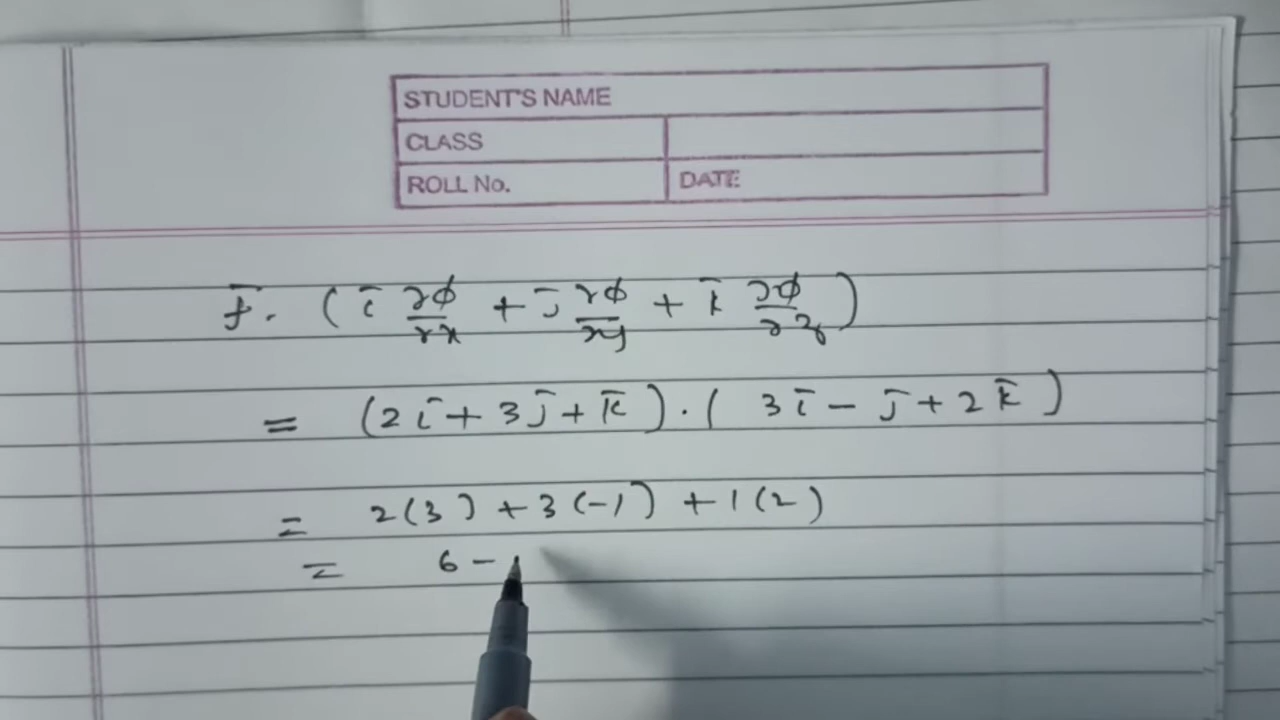 STUDENT'S NAME
CLASS
ROLL No. DATE
f̄. ( ī ∂φ/∂x + j̄ ∂φ/∂y + k̄ ∂φ/∂z )
= (2ī + 3j̄ + k̄) . ( 3ī − j̄ + 2k̄ )
= 2(3) + 3(-1) + 1(2)
= 6 −